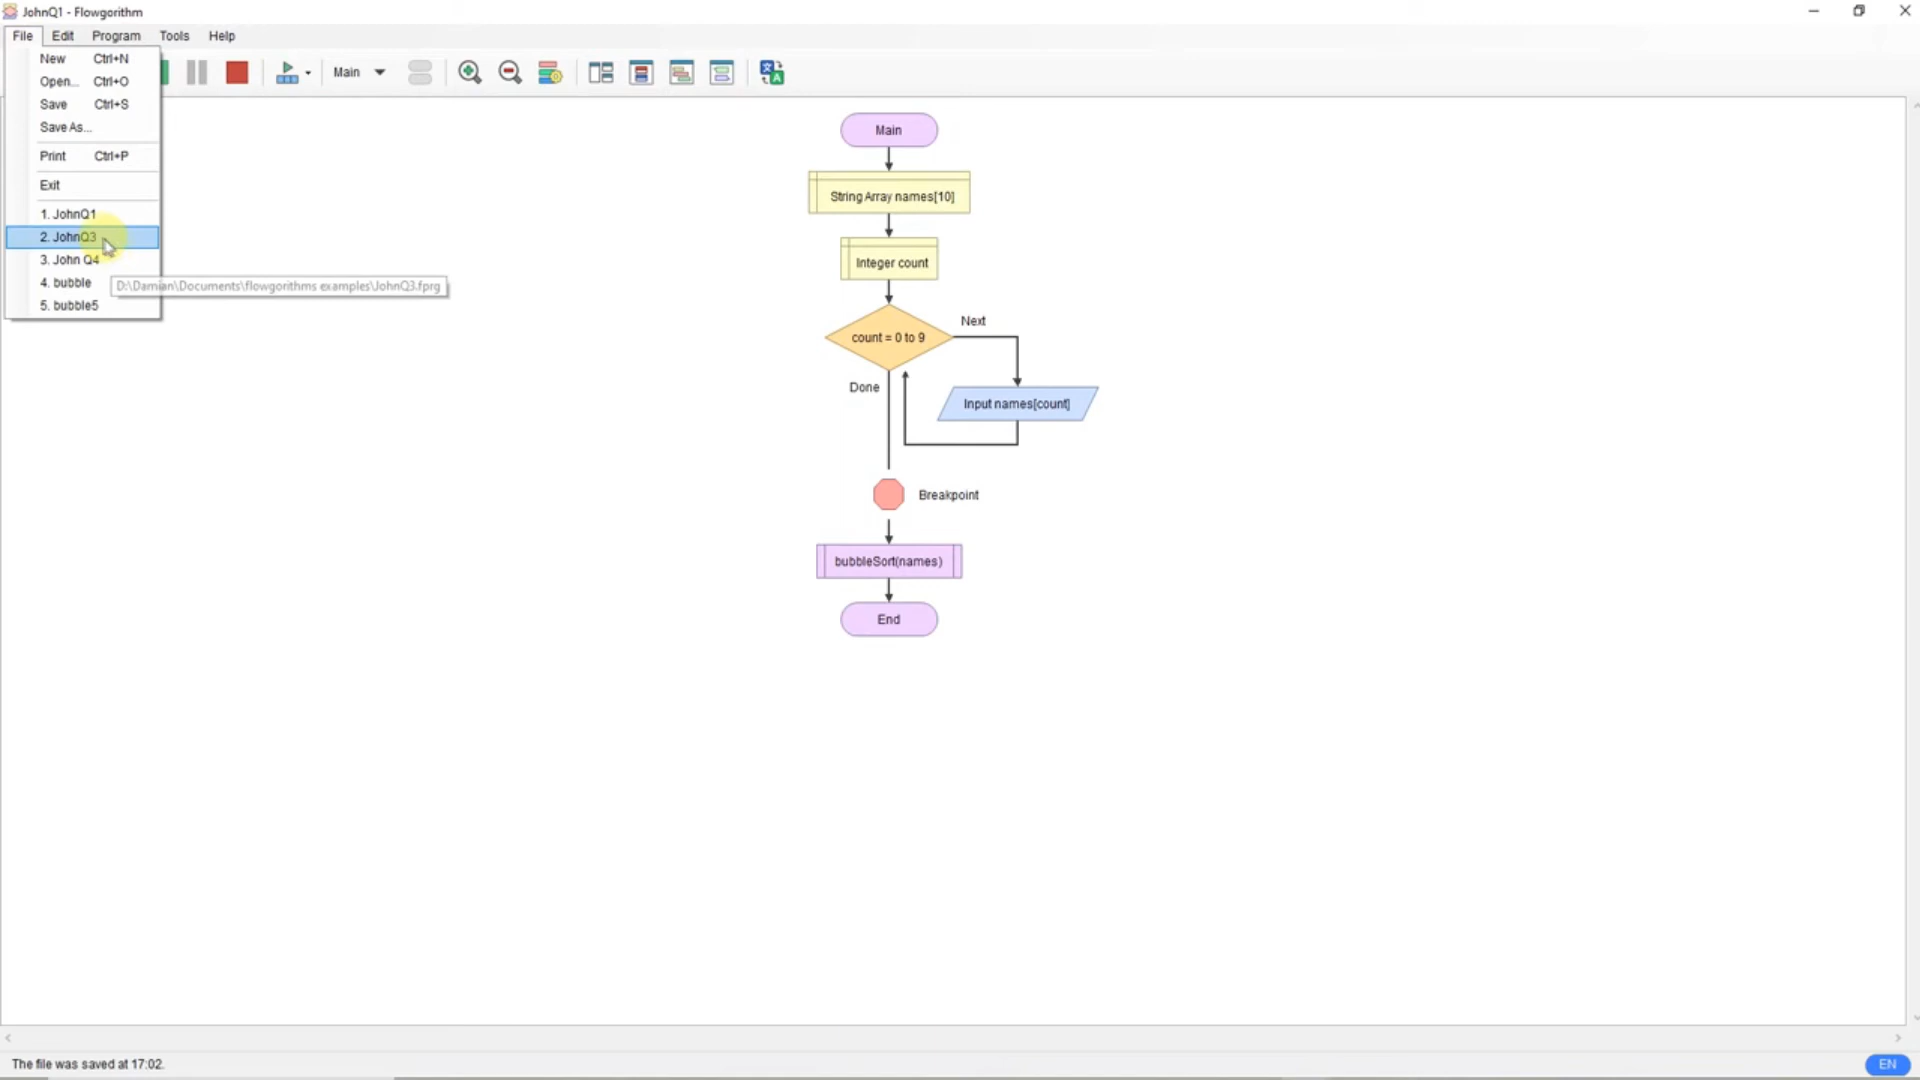 JohnQ1 - Flowgorithm
File Edit Program Tools Help
New Ctrl+N
Open... Ctrl+O
Save Ctrl+S
Save As...
Print Ctrl+P
Exit
1. JohnQ1
2. JohnQ3
3. John Q4
4. bubble
5. bubble5
D:\Damian\Documents\flowgorithms examples\JohnQ3.fprg
Main
Main
String Array names[10]
Integer count
count = 0 to 9
Next
Done
Input names[count]
Breakpoint
bubbleSort(names)
End
The file was saved at 17:02.
EN